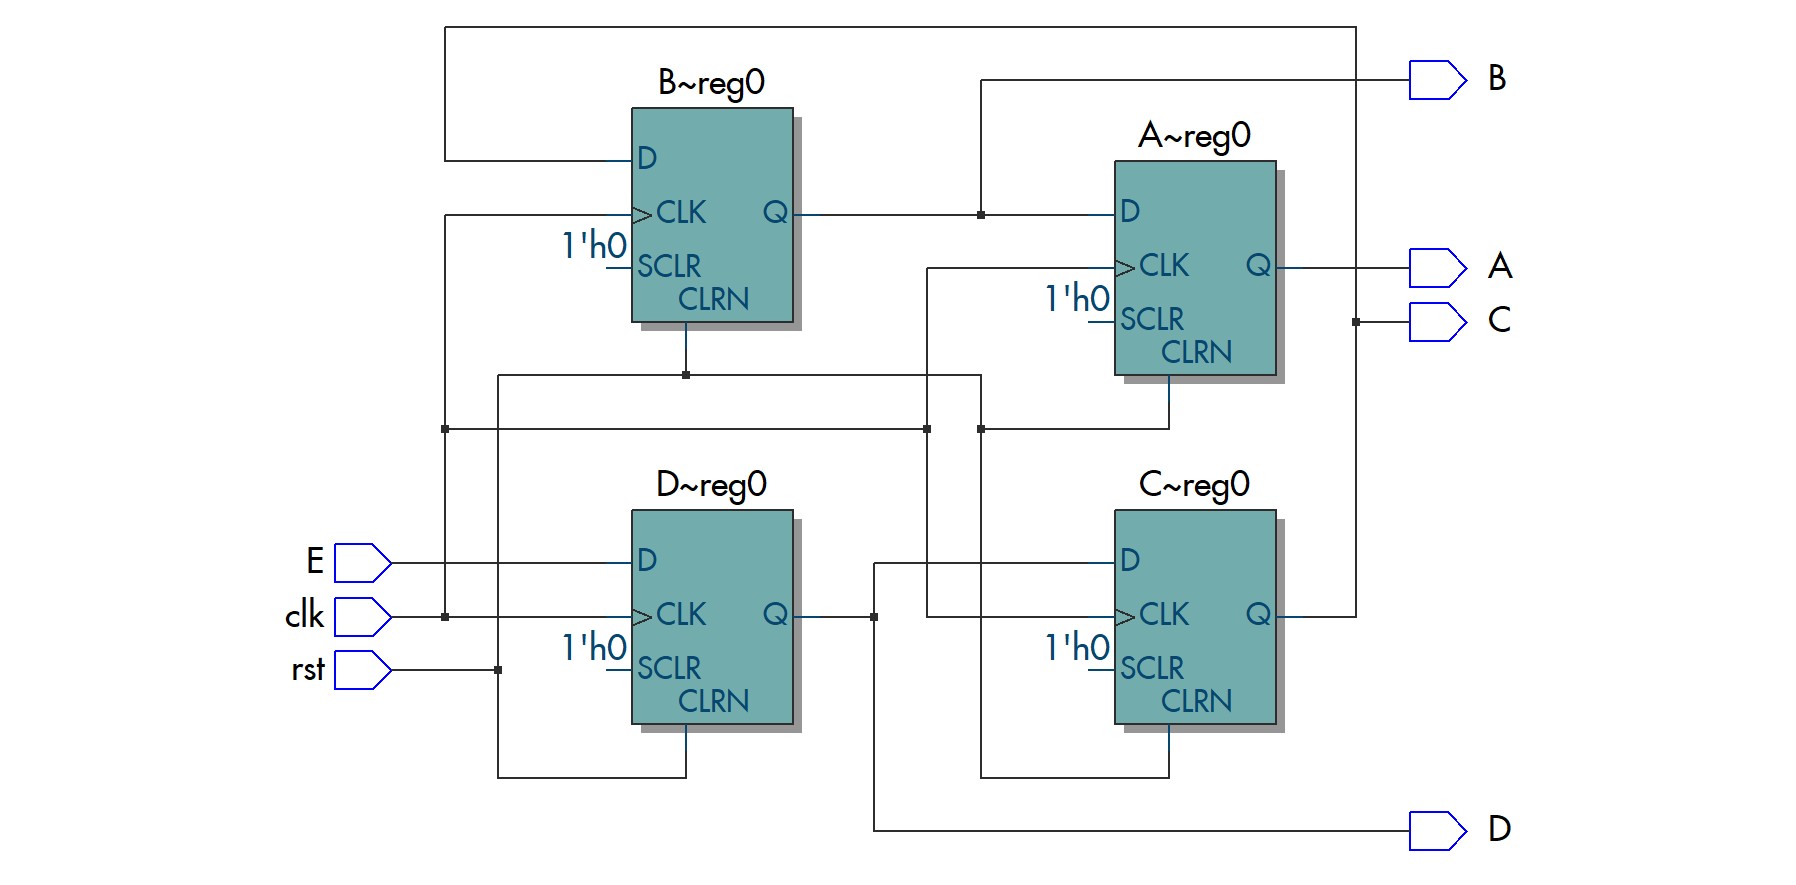 B~reg0
D
CLK
Q
1'h0
SCLR
CLRN
B
A~reg0
D
CLK
Q
1'h0
SCLR
CLRN
A
C
D~reg0
D
CLK
Q
1'h0
SCLR
CLRN
E
clk
rst
C~reg0
D
CLK
Q
1'h0
SCLR
CLRN
D